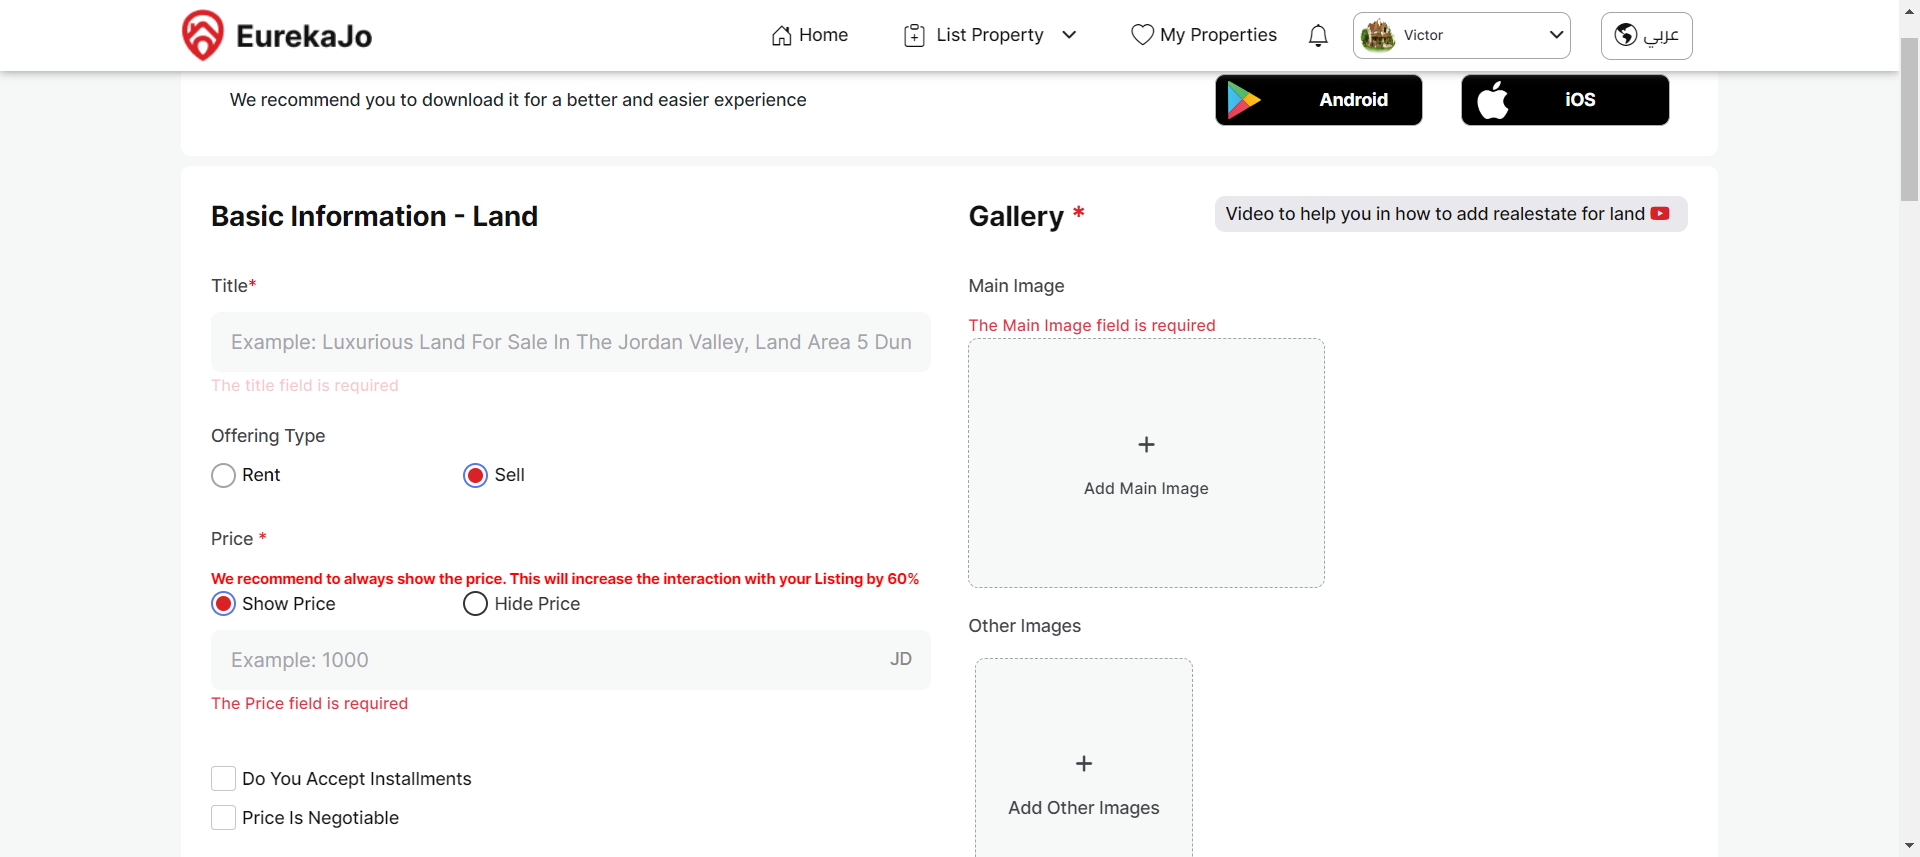 EurekaJo
Home
List Property
My Properties
Victor
عربي
We recommend you to download it for a better and easier experience
Android
iOS
Basic Information - Land
Title*
Example: Luxurious Land For Sale In The Jordan Valley, Land Area 5 Dun
The title field is required
Offering Type
Rent
Sell
Price *
We recommend to always show the price. This will increase the interaction with your Listing by 60%
Show Price
Hide Price
Example: 1000
JD
The Price field is required
Do You Accept Installments
Price Is Negotiable
Gallery *
Video to help you in how to add realestate for land
Main Image
The Main Image field is required
+
Add Main Image
Other Images
+
Add Other Images